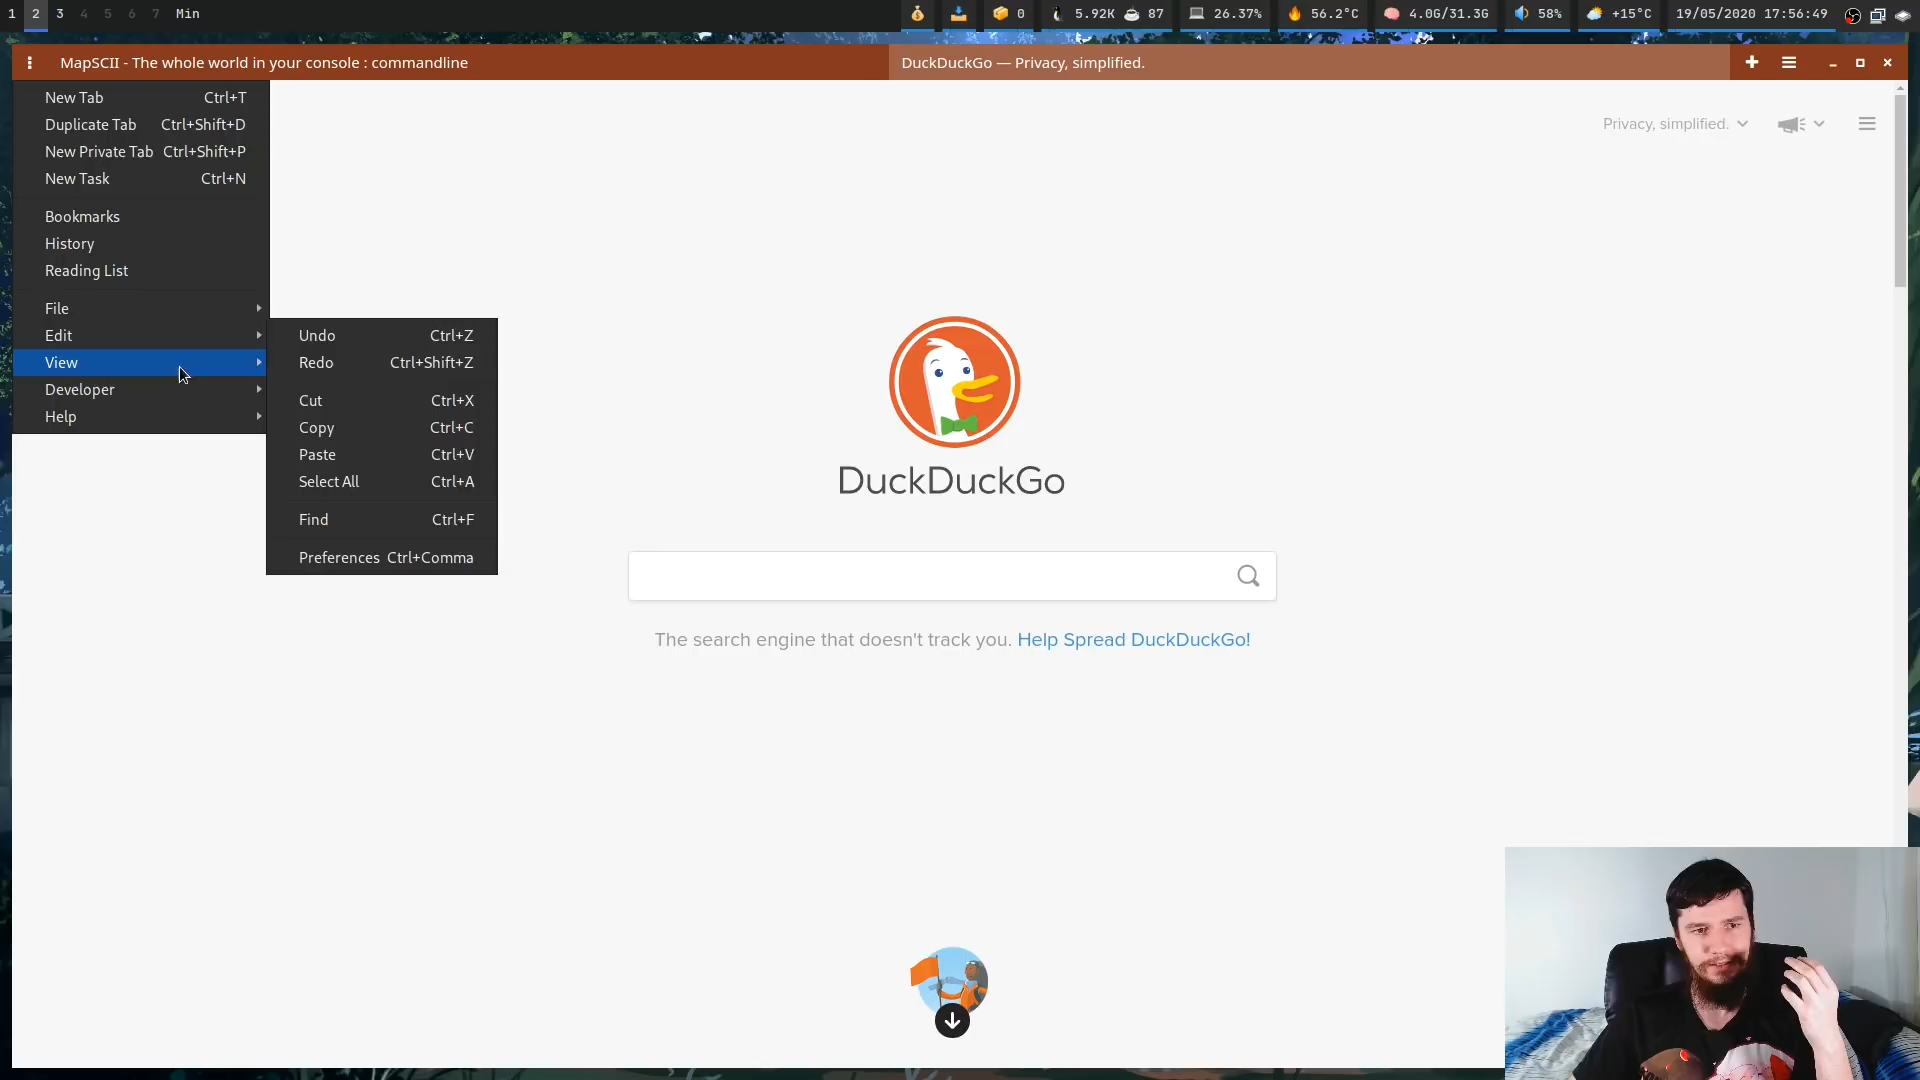 1 2 3 4 5 6 7 Min 0 5.92K 87 26.37% 56.2°C 4.0G/31.3G 58% +15°C 19/05/2020 17:56:49
MapSCII - The whole world in your console : commandline DuckDuckGo — Privacy, simplified.
New Tab Ctrl+T
Duplicate Tab Ctrl+Shift+D
New Private Tab Ctrl+Shift+P
New Task Ctrl+N
Bookmarks
History
Reading List
File
Edit
View
Developer
Help
Undo Ctrl+Z
Redo Ctrl+Shift+Z
Cut Ctrl+X
Copy Ctrl+C
Paste Ctrl+V
Select All Ctrl+A
Find Ctrl+F
Preferences Ctrl+Comma
Privacy, simplified.
DuckDuckGo
The search engine that doesn't track you. Help Spread DuckDuckGo!